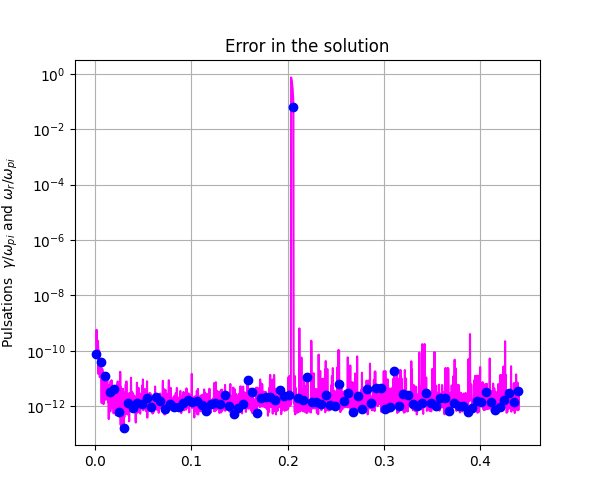 Error in the solution
Pulsations γ/ω_pi and ω_r/ω_pi
10^0
10^−2
10^−4
10^−6
10^−8
10^−10
10^−12
0.0 0.1 0.2 0.3 0.4